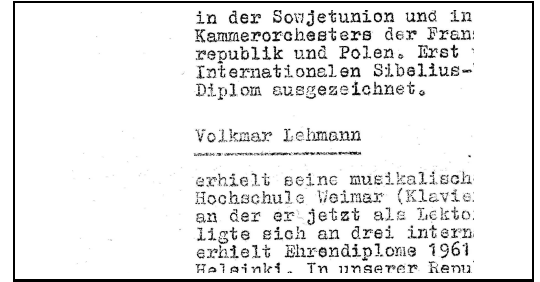 in der Sowjetunion und in
Kammerorchesters der Fran
republik und Polen. Erst
Internationalen Sibelius-
Diplom ausgezeichnet.
Volkmar Lehmann
erhielt seine musikalisch
Hochschule Weimar (Klavie
an der er jetzt als Lekto
ligte sich an drei intern
erhielt Ehrendiplome 1961
Helsinki. In unserer Repu